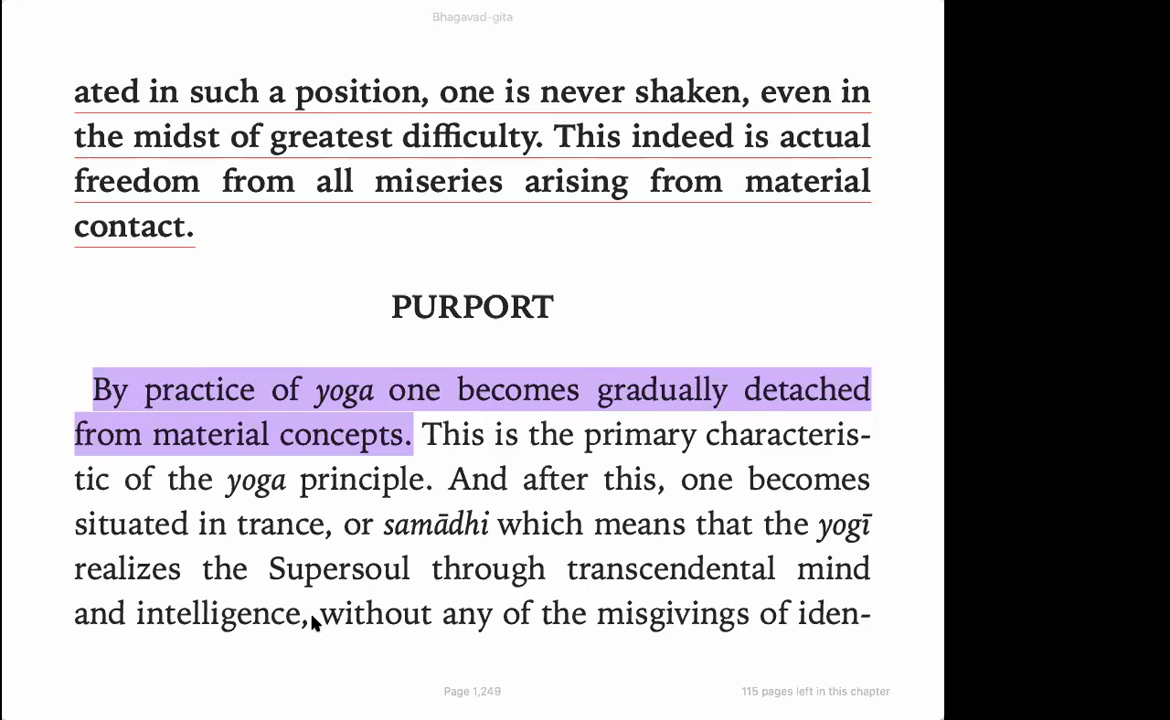 Bhagavad-gita
ated in such a position, one is never shaken, even in
the midst of greatest difficulty. This indeed is actual
freedom from all miseries arising from material
contact.
PURPORT
By practice of yoga one becomes gradually detached
from material concepts. This is the primary characteris-
tic of the yoga principle. And after this, one becomes
situated in trance, or samādhi which means that the yogī
realizes the Supersoul through transcendental mind
and intelligence, without any of the misgivings of iden-
Page 1,249
115 pages left in this chapter